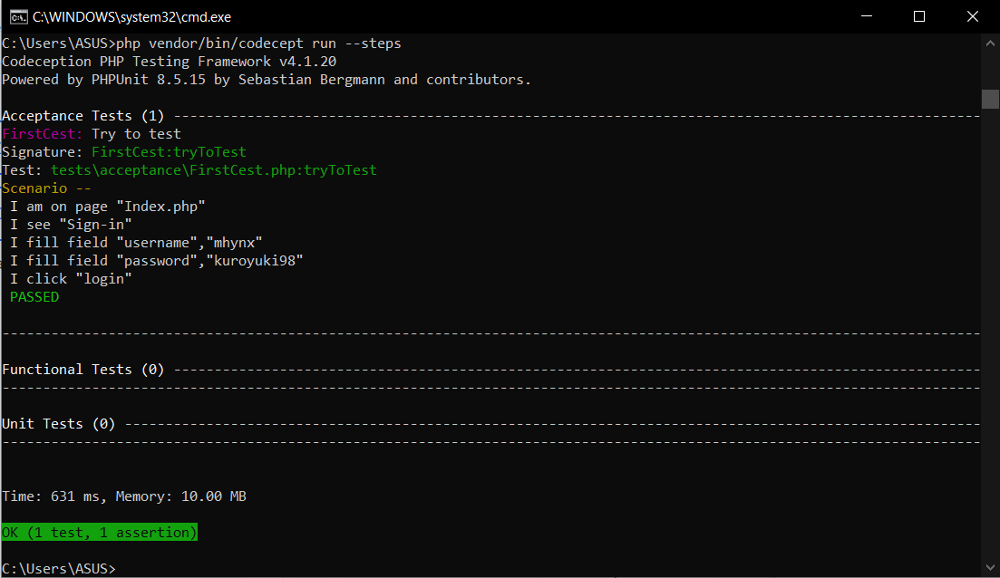 C:\WINDOWS\system32\cmd.exe
C:\Users\ASUS>php vendor/bin/codecept run --steps
Codeception PHP Testing Framework v4.1.20
Powered by PHPUnit 8.5.15 by Sebastian Bergmann and contributors.
Acceptance Tests (1) ---------------------------------------------------------------------------------------------------
FirstCest: Try to test
Signature: FirstCest:tryToTest
Test: tests\acceptance\FirstCest.php:tryToTest
Scenario --
I am on page "Index.php"
I see "Sign-in"
I fill field "username","mhynx"
I fill field "password","kuroyuki98"
I click "login"
PASSED
------------------------------------------------------------------------------------------------------------------------
Functional Tests (0) ---------------------------------------------------------------------------------------------------
------------------------------------------------------------------------------------------------------------------------
Unit Tests (0) ---------------------------------------------------------------------------------------------------------
------------------------------------------------------------------------------------------------------------------------
Time: 631 ms, Memory: 10.00 MB
OK (1 test, 1 assertion)
C:\Users\ASUS>